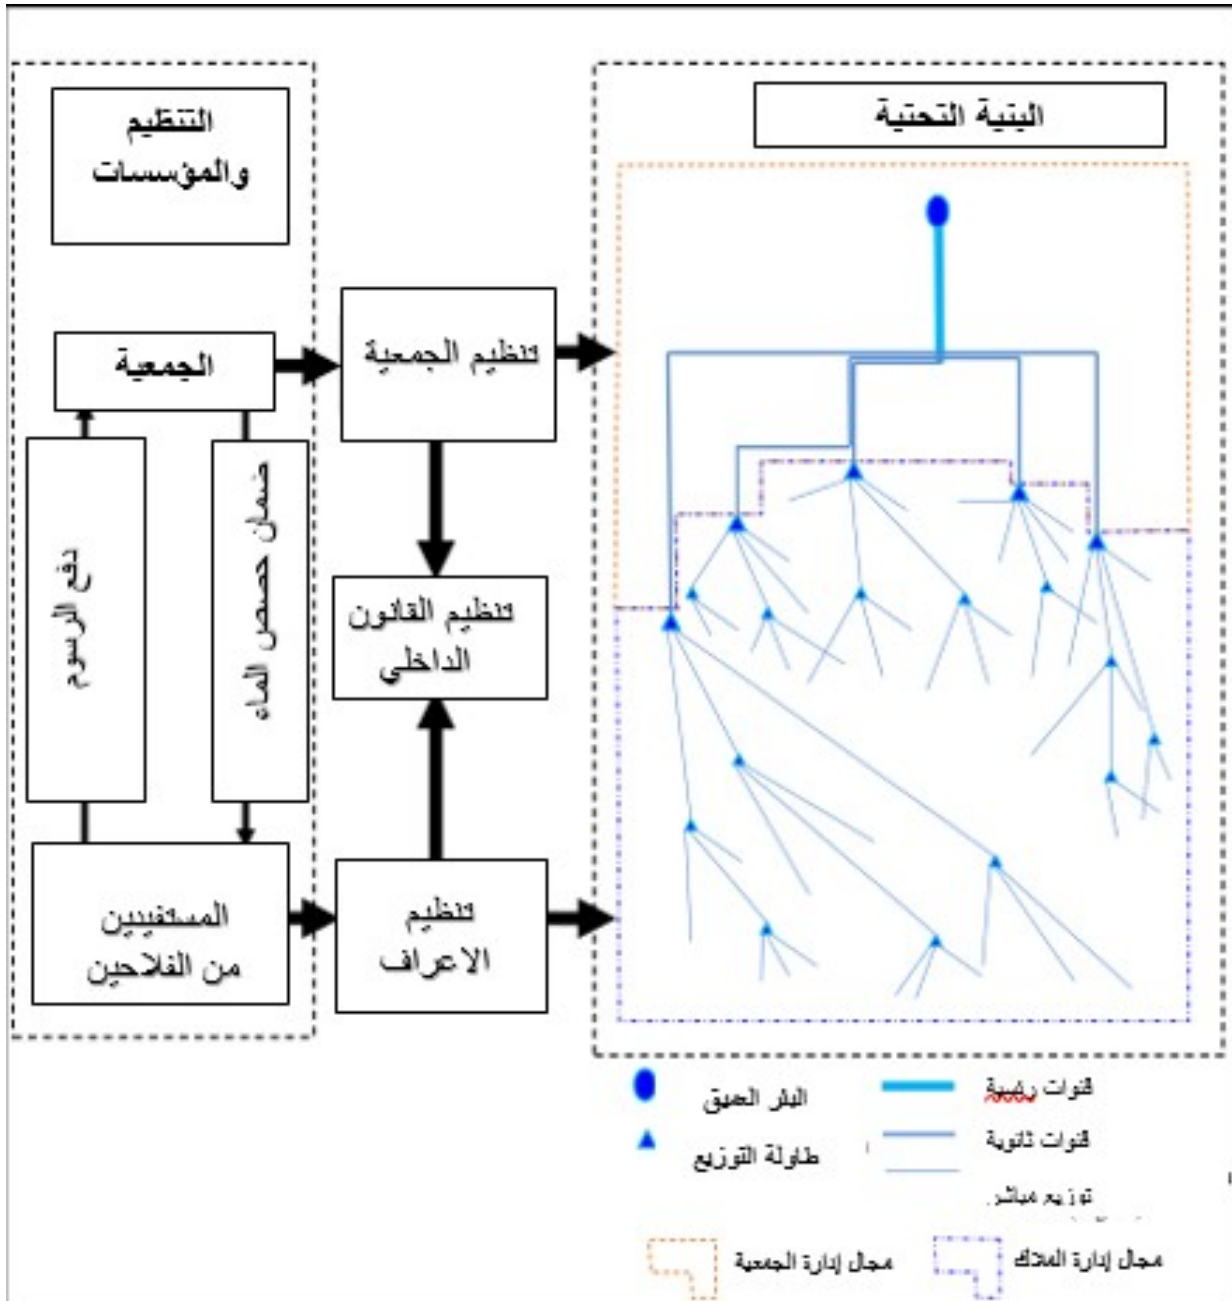 التنظيم
والمؤسسات
البنية التحتية
الجمعية
تنظيم الجمعية
دفع الرسوم
ضمان حصص الماء
تنظيم القانون
الداخلي
المستفيدين
من الفلاحين
تنظيم
الاعراف
البئر العميق
قنوات رئسية
طاولة التوزيع
قنوات ثانوية
توزيع مباشر
مجال إدارة الجمعية
مجال إدارة الملاك